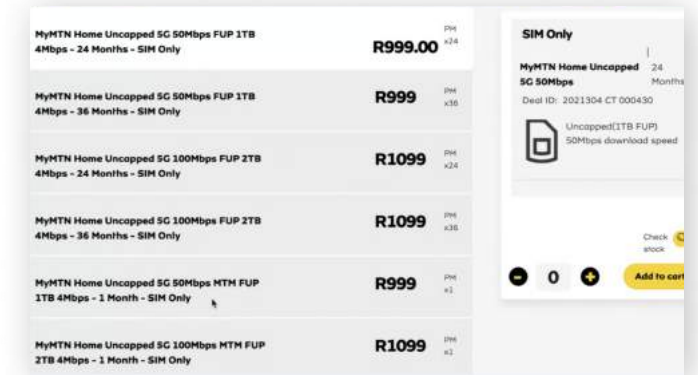 MyMTN Home Uncapped 5G 50Mbps FUP 1TB
4Mbps - 24 Months - SIM Only
R999.00
PM
x24
MyMTN Home Uncapped 5G 50Mbps FUP 1TB
4Mbps - 36 Months - SIM Only
R999
PM
x36
MyMTN Home Uncapped 5G 100Mbps FUP 2TB
4Mbps - 24 Months - SIM Only
R1099
PM
x24
MyMTN Home Uncapped 5G 100Mbps FUP 2TB
4Mbps - 36 Months - SIM Only
R1099
PM
x36
MyMTN Home Uncapped 5G 50Mbps MTM FUP
1TB 4Mbps - 1 Month - SIM Only
R999
PM
x1
MyMTN Home Uncapped 5G 100Mbps MTM FUP
2TB 4Mbps - 1 Month - SIM Only
R1099
PM
x1
SIM Only
MyMTN Home Uncapped
5G 50Mbps
24
Months
Deal ID: 2021304 CT 000430
Uncapped(1TB FUP)
50Mbps download speed
Check
stock
0
Add to cart